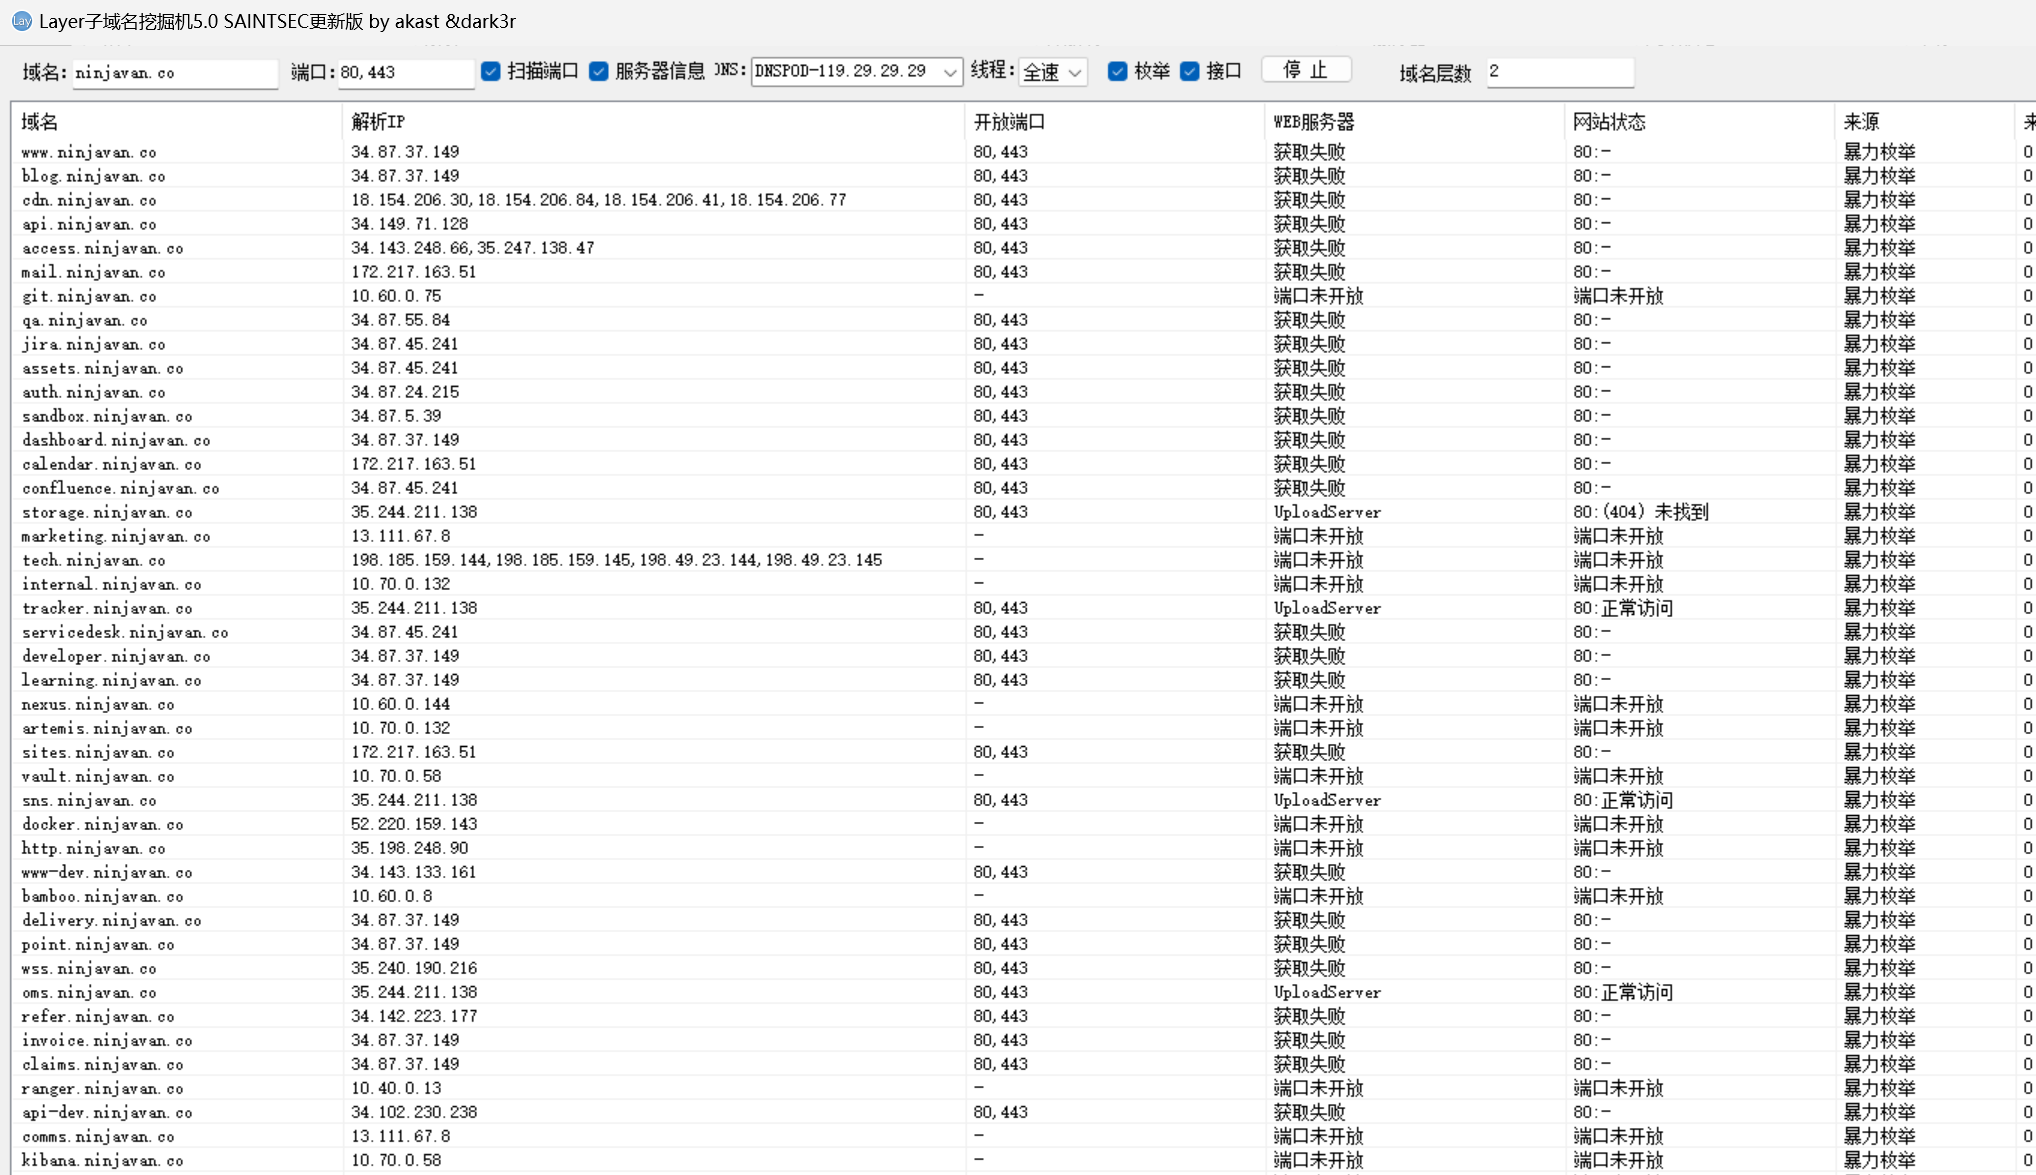 Layer子域名挖掘机5.0 SAINTSEC更新版 by akast &dark3r
域名: ninjavan.co 端口: 80,443 扫描端口 服务器信息 DNS: DNSPOD-119.29.29.29 线程: 全速 枚举 接口 停 止 域名层数 2
域名 解析IP 开放端口 WEB服务器 网站状态 来源
www.ninjavan.co 34.87.37.149 80,443 获取失败 80:- 暴力枚举 0
blog.ninjavan.co 34.87.37.149 80,443 获取失败 80:- 暴力枚举 0
cdn.ninjavan.co 18.154.206.30,18.154.206.84,18.154.206.41,18.154.206.77 80,443 获取失败 80:- 暴力枚举 0
api.ninjavan.co 34.149.71.128 80,443 获取失败 80:- 暴力枚举 0
access.ninjavan.co 34.143.248.66,35.247.138.47 80,443 获取失败 80:- 暴力枚举 0
mail.ninjavan.co 172.217.163.51 80,443 获取失败 80:- 暴力枚举 0
git.ninjavan.co 10.60.0.75 - 端口未开放 端口未开放 暴力枚举 0
qa.ninjavan.co 34.87.55.84 80,443 获取失败 80:- 暴力枚举 0
jira.ninjavan.co 34.87.45.241 80,443 获取失败 80:- 暴力枚举 0
assets.ninjavan.co 34.87.45.241 80,443 获取失败 80:- 暴力枚举 0
auth.ninjavan.co 34.87.24.215 80,443 获取失败 80:- 暴力枚举 0
sandbox.ninjavan.co 34.87.5.39 80,443 获取失败 80:- 暴力枚举 0
dashboard.ninjavan.co 34.87.37.149 80,443 获取失败 80:- 暴力枚举 0
calendar.ninjavan.co 172.217.163.51 80,443 获取失败 80:- 暴力枚举 0
confluence.ninjavan.co 34.87.45.241 80,443 获取失败 80:- 暴力枚举 0
storage.ninjavan.co 35.244.211.138 80,443 UploadServer 80:(404) 未找到 暴力枚举 0
marketing.ninjavan.co 13.111.67.8 - 端口未开放 端口未开放 暴力枚举 0
tech.ninjavan.co 198.185.159.144,198.185.159.145,198.49.23.144,198.49.23.145 - 端口未开放 端口未开放 暴力枚举 0
internal.ninjavan.co 10.70.0.132 - 端口未开放 端口未开放 暴力枚举 0
tracker.ninjavan.co 35.244.211.138 80,443 UploadServer 80:正常访问 暴力枚举 0
servicedesk.ninjavan.co 34.87.45.241 80,443 获取失败 80:- 暴力枚举 0
developer.ninjavan.co 34.87.37.149 80,443 获取失败 80:- 暴力枚举 0
learning.ninjavan.co 34.87.37.149 80,443 获取失败 80:- 暴力枚举 0
nexus.ninjavan.co 10.60.0.144 - 端口未开放 端口未开放 暴力枚举 0
artemis.ninjavan.co 10.70.0.132 - 端口未开放 端口未开放 暴力枚举 0
sites.ninjavan.co 172.217.163.51 80,443 获取失败 80:- 暴力枚举 0
vault.ninjavan.co 10.70.0.58 - 端口未开放 端口未开放 暴力枚举 0
sns.ninjavan.co 35.244.211.138 80,443 UploadServer 80:正常访问 暴力枚举 0
docker.ninjavan.co 52.220.159.143 - 端口未开放 端口未开放 暴力枚举 0
http.ninjavan.co 35.198.248.90 - 端口未开放 端口未开放 暴力枚举 0
www-dev.ninjavan.co 34.143.133.161 80,443 获取失败 80:- 暴力枚举 0
bamboo.ninjavan.co 10.60.0.8 - 端口未开放 端口未开放 暴力枚举 0
delivery.ninjavan.co 34.87.37.149 80,443 获取失败 80:- 暴力枚举 0
point.ninjavan.co 34.87.37.149 80,443 获取失败 80:- 暴力枚举 0
wss.ninjavan.co 35.240.190.216 80,443 获取失败 80:- 暴力枚举 0
oms.ninjavan.co 35.244.211.138 80,443 UploadServer 80:正常访问 暴力枚举 0
refer.ninjavan.co 34.142.223.177 80,443 获取失败 80:- 暴力枚举 0
invoice.ninjavan.co 34.87.37.149 80,443 获取失败 80:- 暴力枚举 0
claims.ninjavan.co 34.87.37.149 80,443 获取失败 80:- 暴力枚举 0
ranger.ninjavan.co 10.40.0.13 - 端口未开放 端口未开放 暴力枚举 0
api-dev.ninjavan.co 34.102.230.238 80,443 获取失败 80:- 暴力枚举 0
comms.ninjavan.co 13.111.67.8 - 端口未开放 端口未开放 暴力枚举 0
kibana.ninjavan.co 10.70.0.58 - 端口未开放 端口未开放 暴力枚举 0